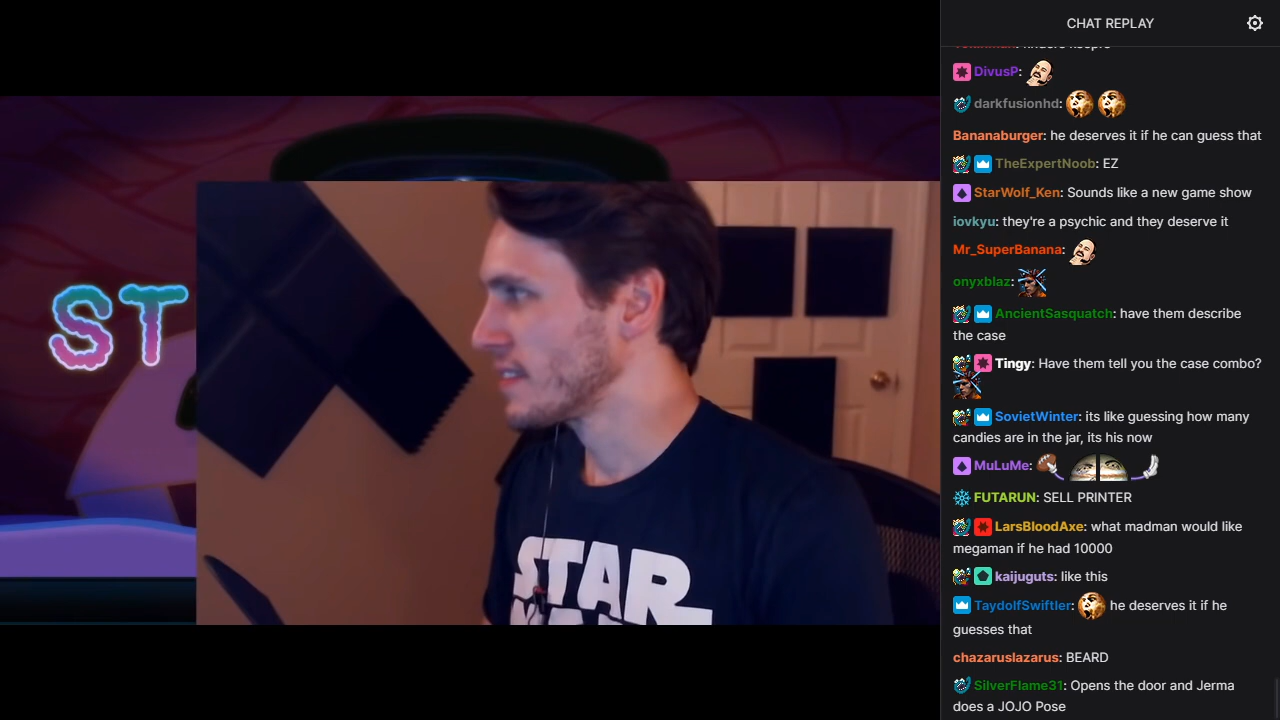 CHAT REPLAY
DivusP:
darkfusionhd:
Bananaburger: he deserves it if he can guess that
TheExpertNoob: EZ
StarWolf_Ken: Sounds like a new game show
iovkyu: they're a psychic and they deserve it
Mr_SuperBanana:
onyxblaz:
AncientSasquatch: have them describe
the case
Tingy: Have them tell you the case combo?
SovietWinter: its like guessing how many
candies are in the jar, its his now
MuLuMe:
FUTARUN: SELL PRINTER
LarsBloodAxe: what madman would like
megaman if he had 10000
kaijuguts: like this
TaydolfSwiftler: he deserves it if he
guesses that
chazaruslazarus: BEARD
SilverFlame31: Opens the door and Jerma
does a JOJO Pose
ST
STAR